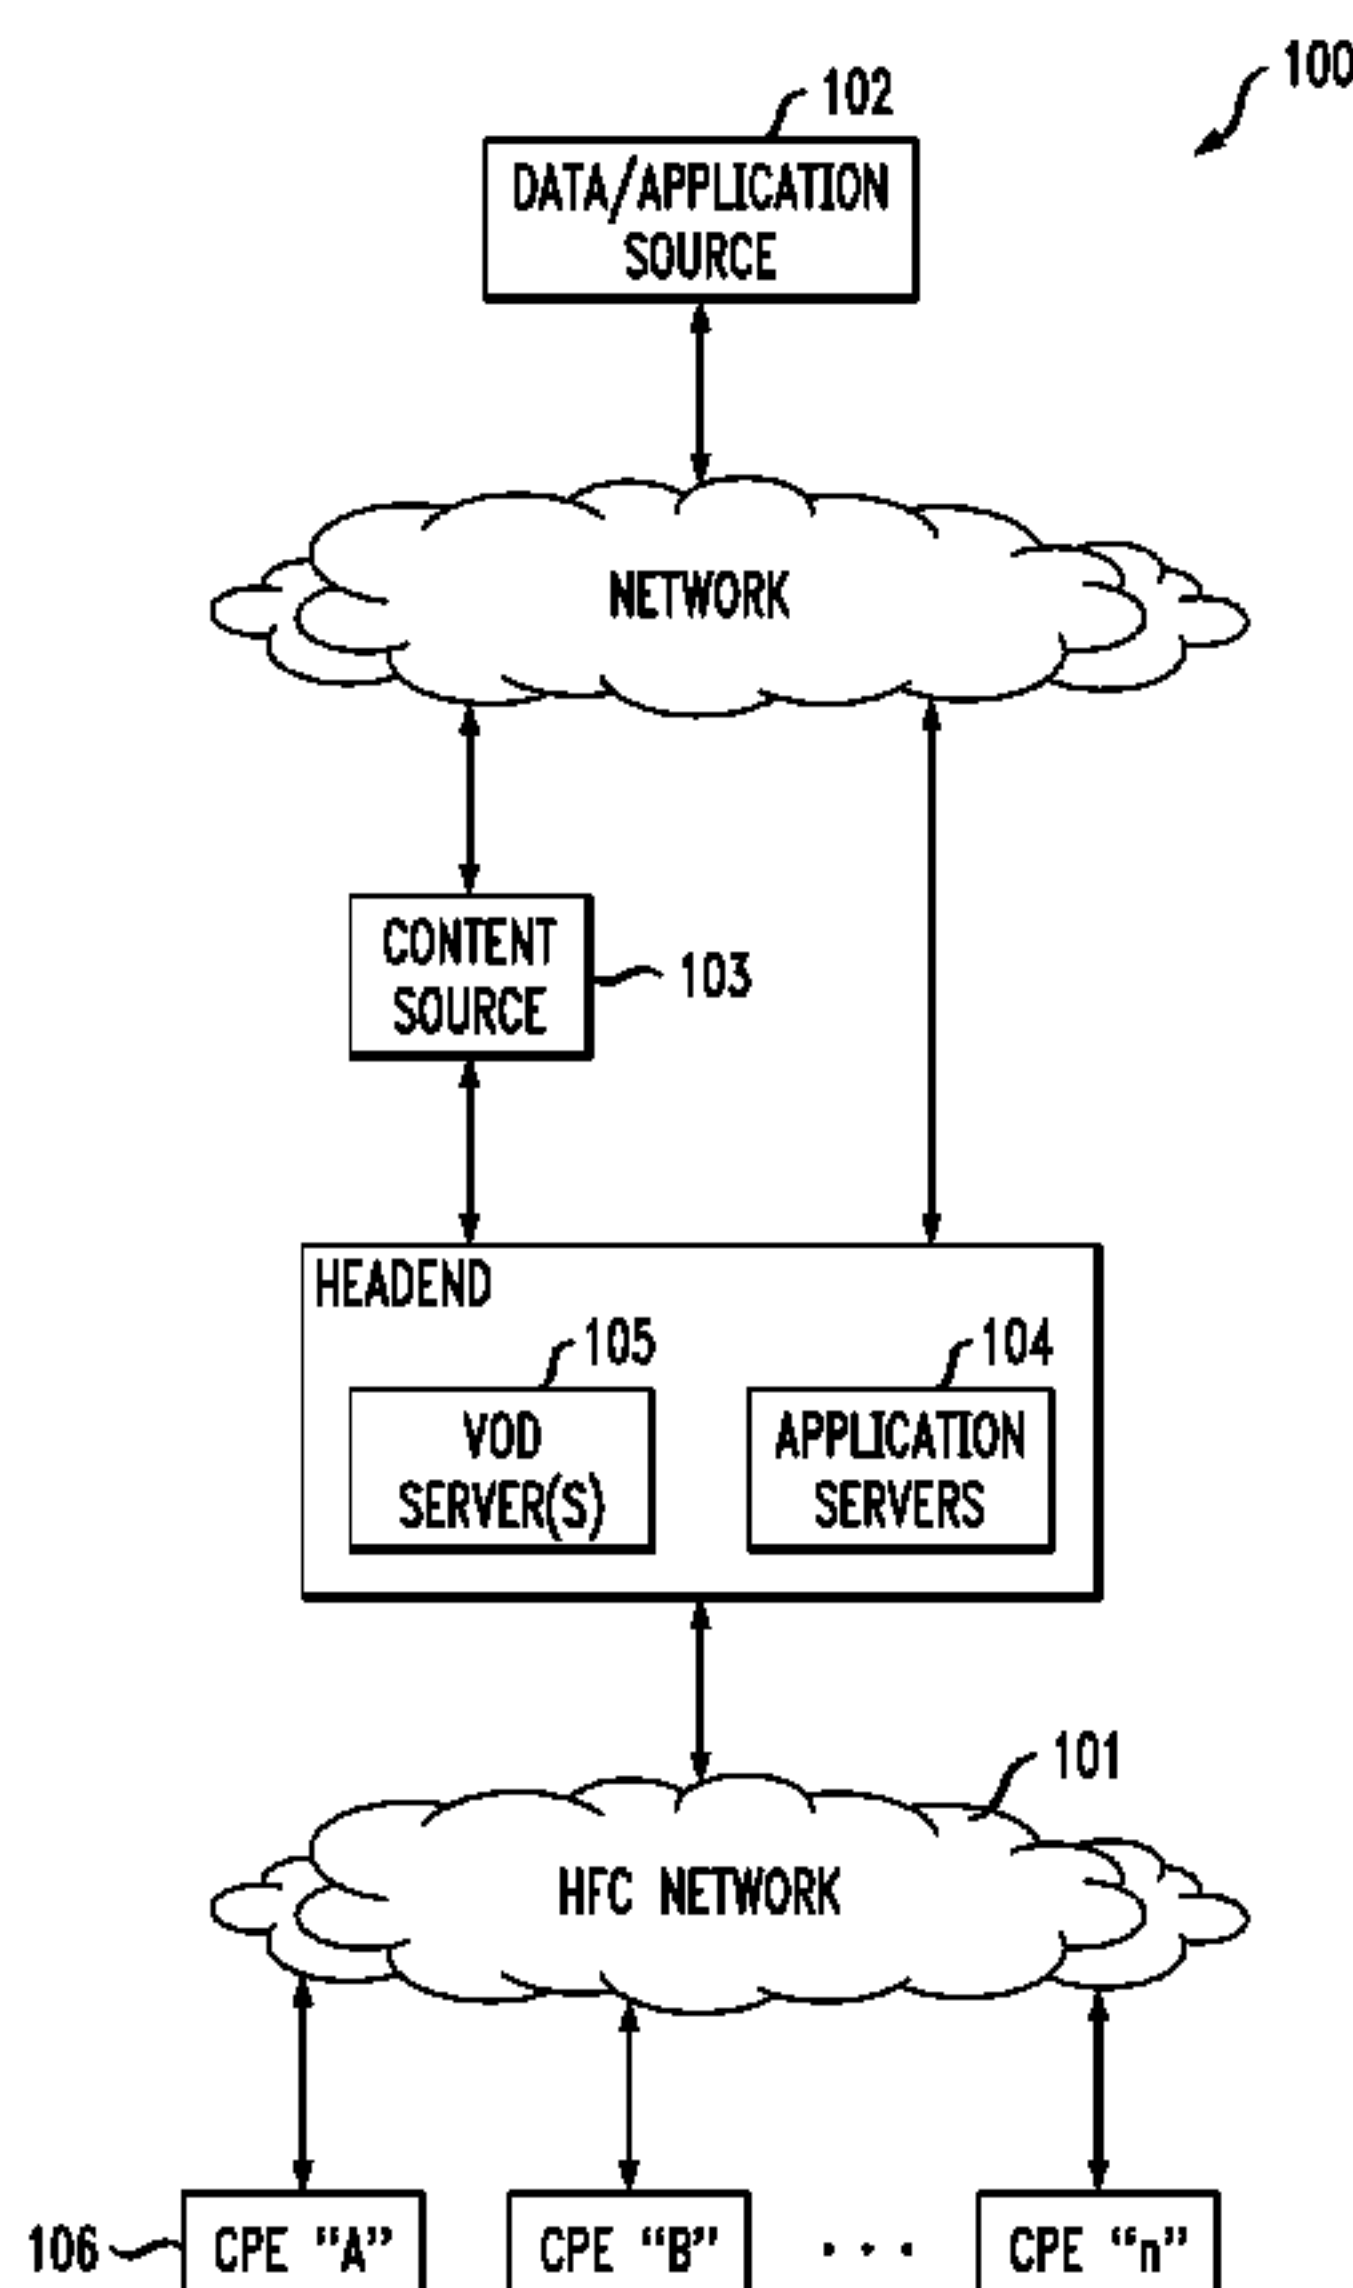 100
102
DATA/APPLICATION
SOURCE
NETWORK
CONTENT
SOURCE
103
HEADEND
105
104
VOD
SERVER(S)
APPLICATION
SERVERS
101
HFC NETWORK
106
CPE “A”
CPE “B”
. . .
CPE “n”